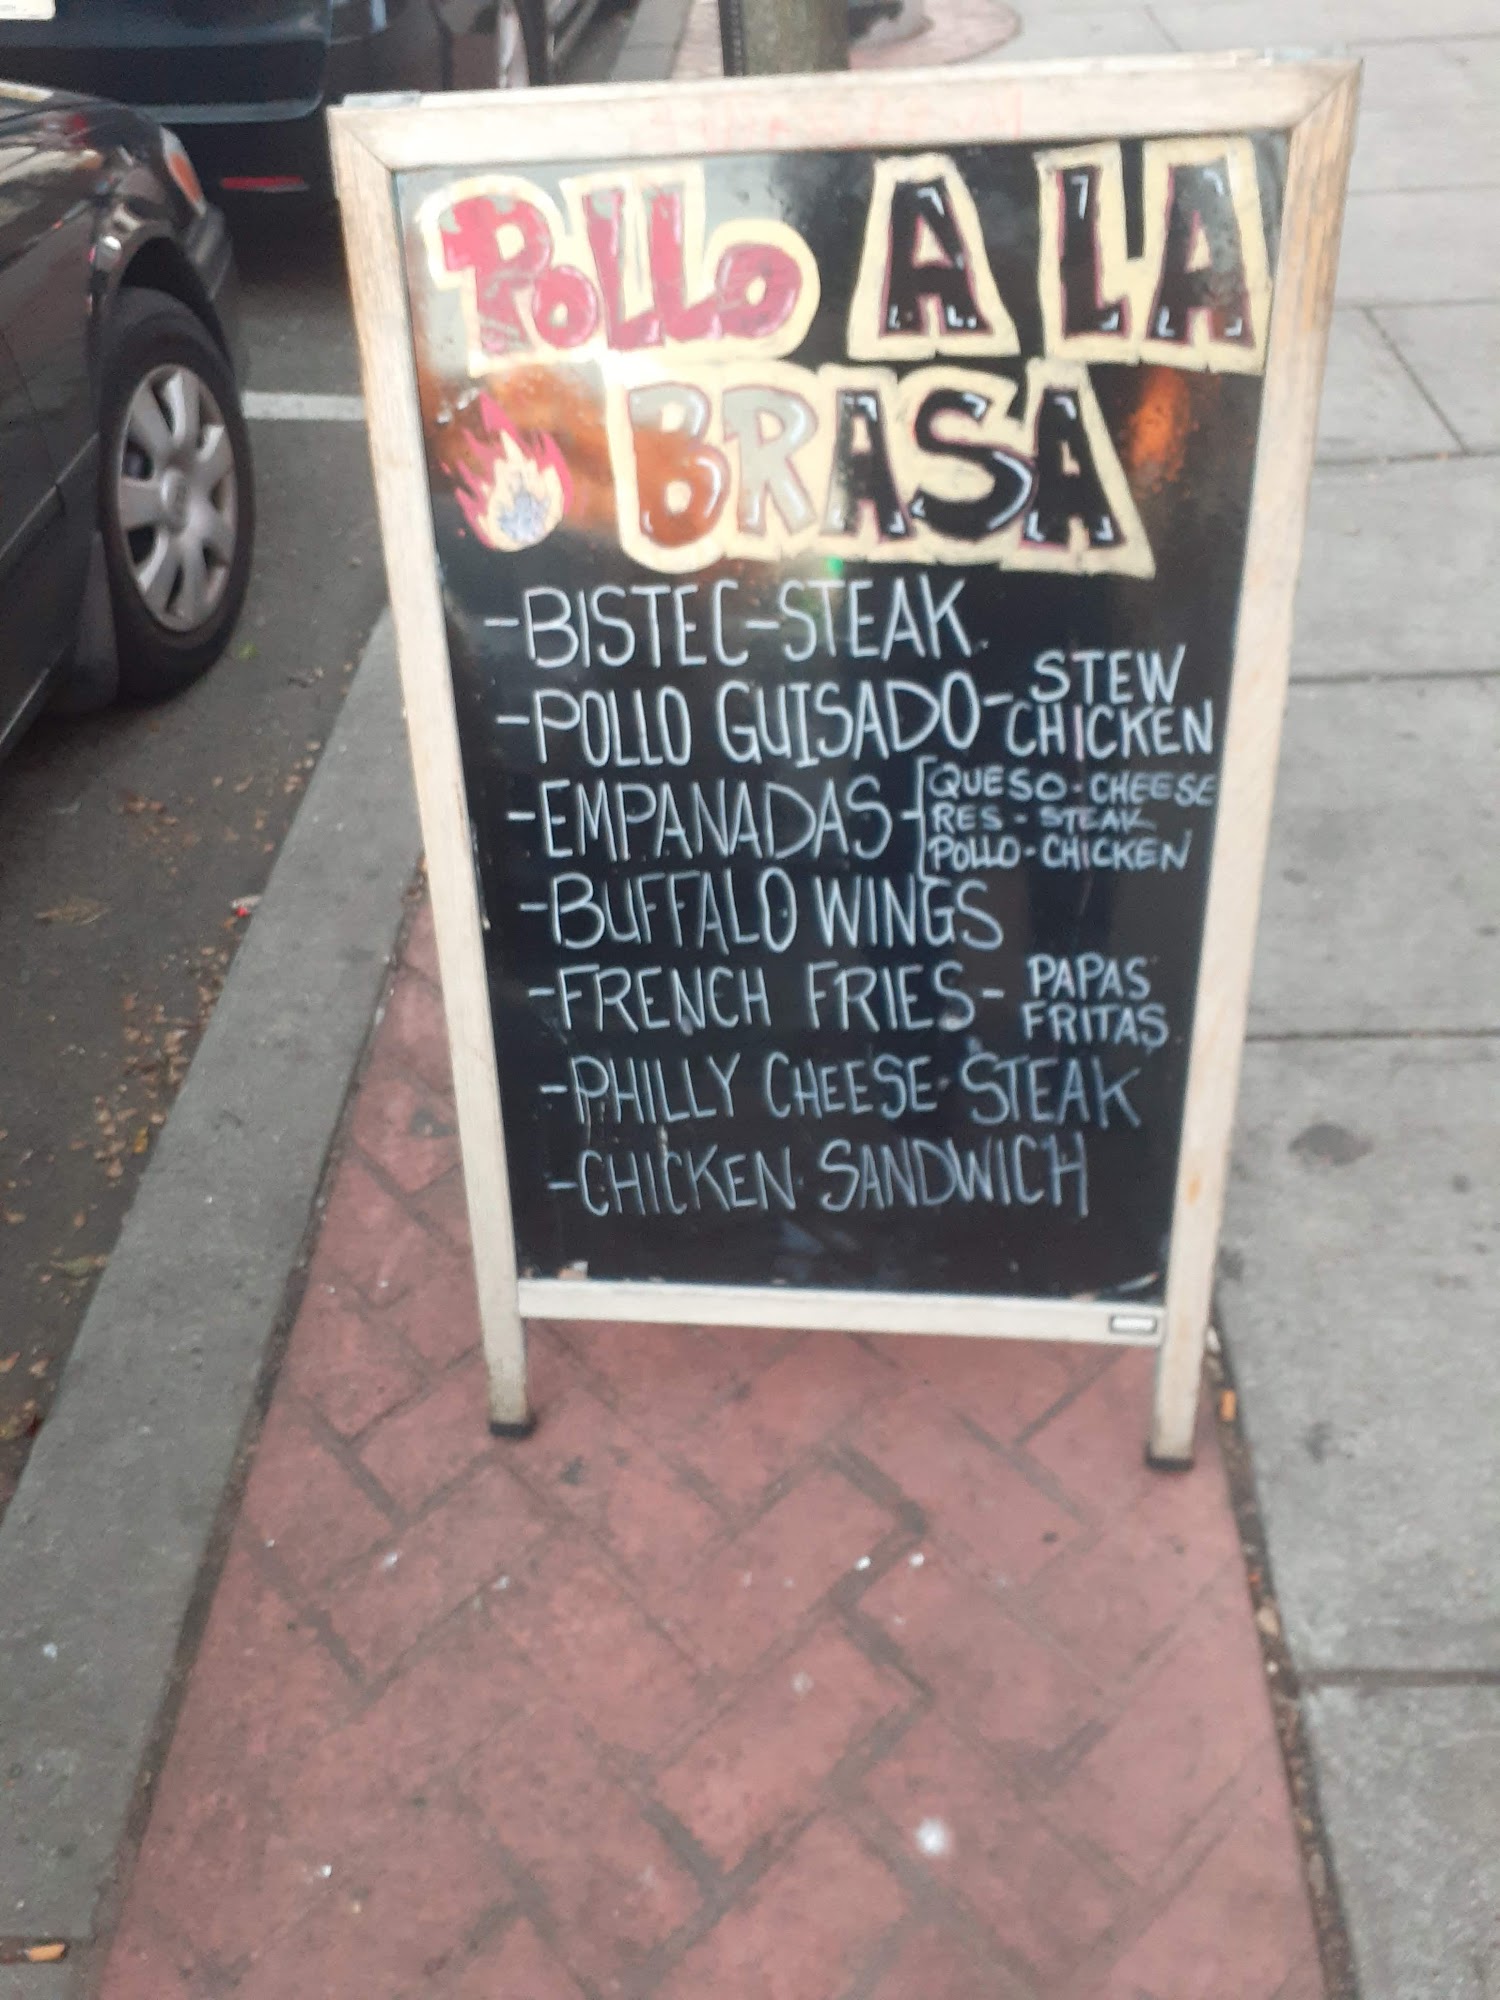 POLLO A LA
BRASA
-BISTEC-STEAK
-POLLO GUISADO-STEW
CHICKEN
-EMPANADAS-[QUESO-CHEESE
RES-STEAK
POLLO-CHICKEN
-BUFFALO WINGS
-FRENCH FRIES-PAPAS
FRITAS
-PHILLY CHEESE STEAK
-CHICKEN SANDWICH